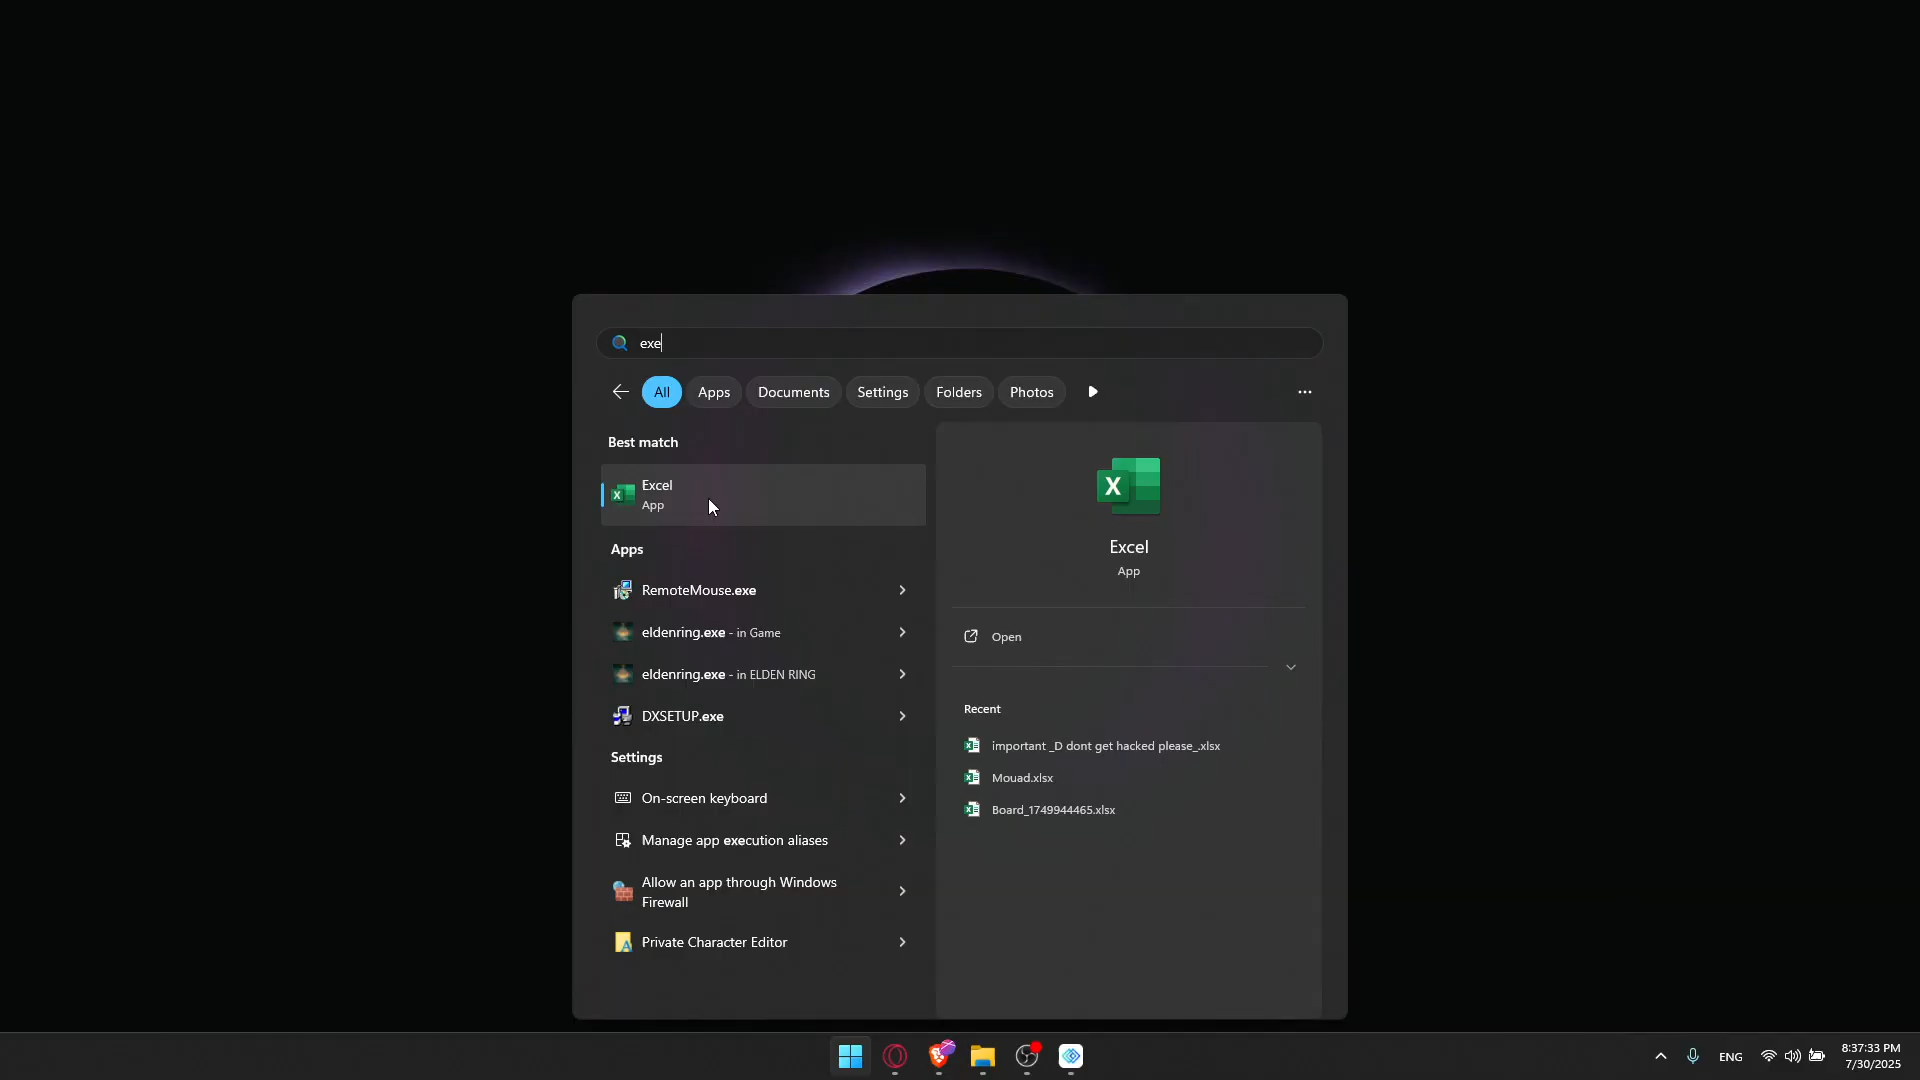 exe
All
Apps
Documents
Settings
Folders
Photos
Best match
Excel
App
Apps
RemoteMouse.exe
eldenring.exe - in Game
eldenring.exe - in ELDEN RING
DXSETUP.exe
Settings
On-screen keyboard
Manage app execution aliases
Allow an app through Windows
Firewall
Private Character Editor
Excel
App
Open
Recent
important _D dont get hacked please_.xlsx
Mouad.xlsx
Board_1749944465.xlsx
ENG
8:37:33 PM
7/30/2025